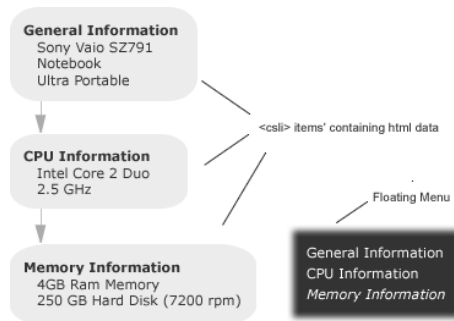 General Information
Sony Vaio SZ791
Notebook
Ultra Portable
<csli> items' containing html data
CPU Information
Intel Core 2 Duo
2.5 GHz
Floating Menu
General Information
CPU Information
Memory Information
Memory Information
4GB Ram Memory
250 GB Hard Disk (7200 rpm)